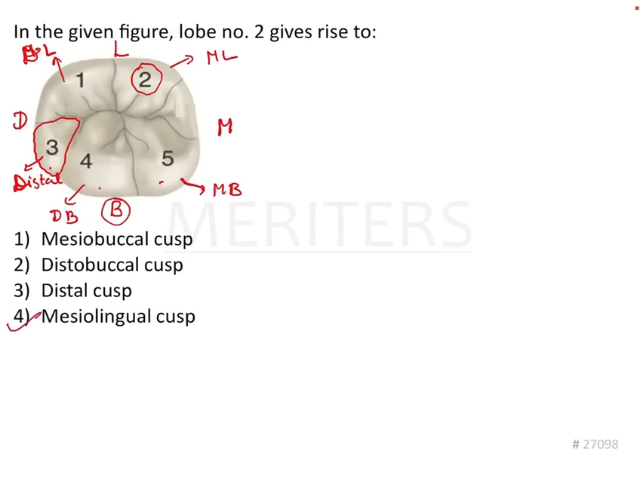 In the given figure, lobe no. 2 gives rise to:
L
L
ML
1
2
D
M
3
4
5
Distal
MB
DB
B
MERITERS
1) Mesiobuccal cusp
2) Distobuccal cusp
3) Distal cusp
4) Mesiolingual cusp
# 27098